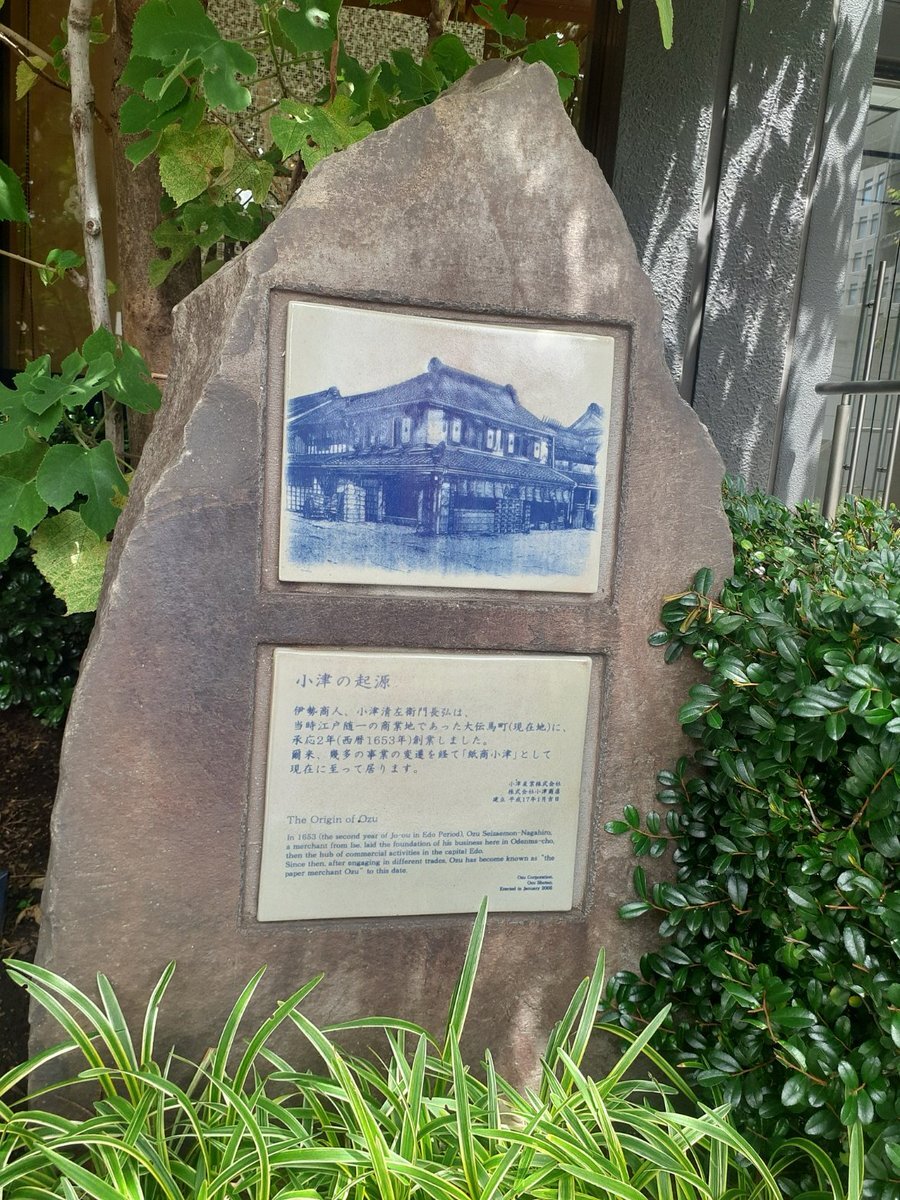 小津の起源
伊勢商人、小津清左衛門長弘は、
当時江戸随一の商業地であった大伝馬町(現在地)に、
承応2年(西暦1653年)創業しました。
爾来、幾多の事業の変遷を経て「紙商小津」として
現在に至って居ります。
小津産業株式会社
株式会社小津商店
建立 平成17年1月吉日
The Origin of Ozu
In 1653 (the second year of Jo-ou in Edo Period), Ozu Seizaemon-Nagahiro,
a merchant from Ise, laid the foundation of his business here in Odenma-cho,
then the hub of commercial activities in the capital Edo.
Since then, after engaging in different trades, Ozu has become known as "the
paper merchant Ozu" to this date.
Ozu Corporation.
Ozu Shoten.
Erected in January 2005